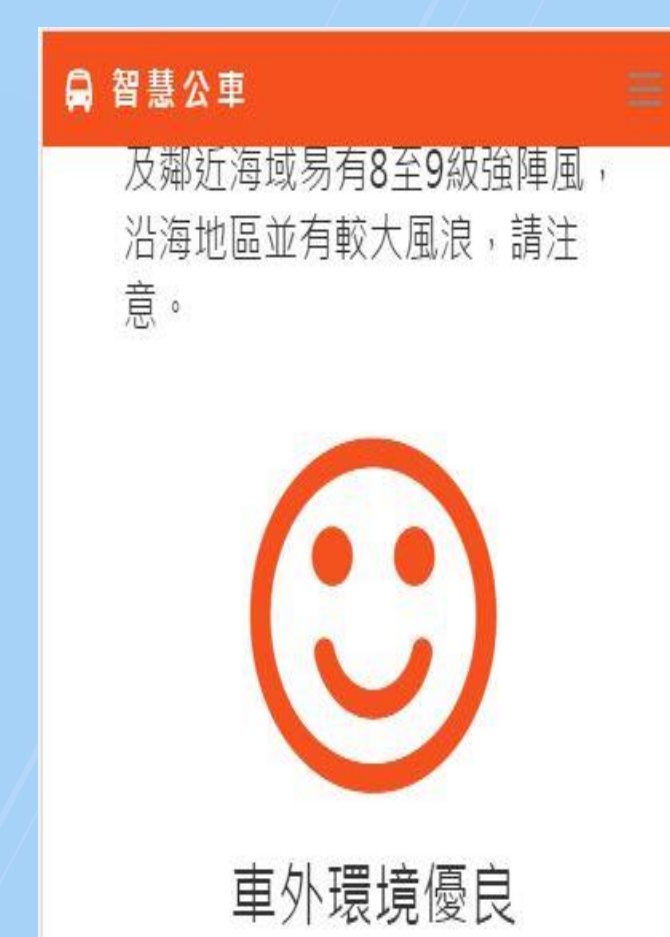 智慧公車
及鄰近海域易有8至9級強陣風，
沿海地區並有較大風浪，請注
意。
車外環境優良